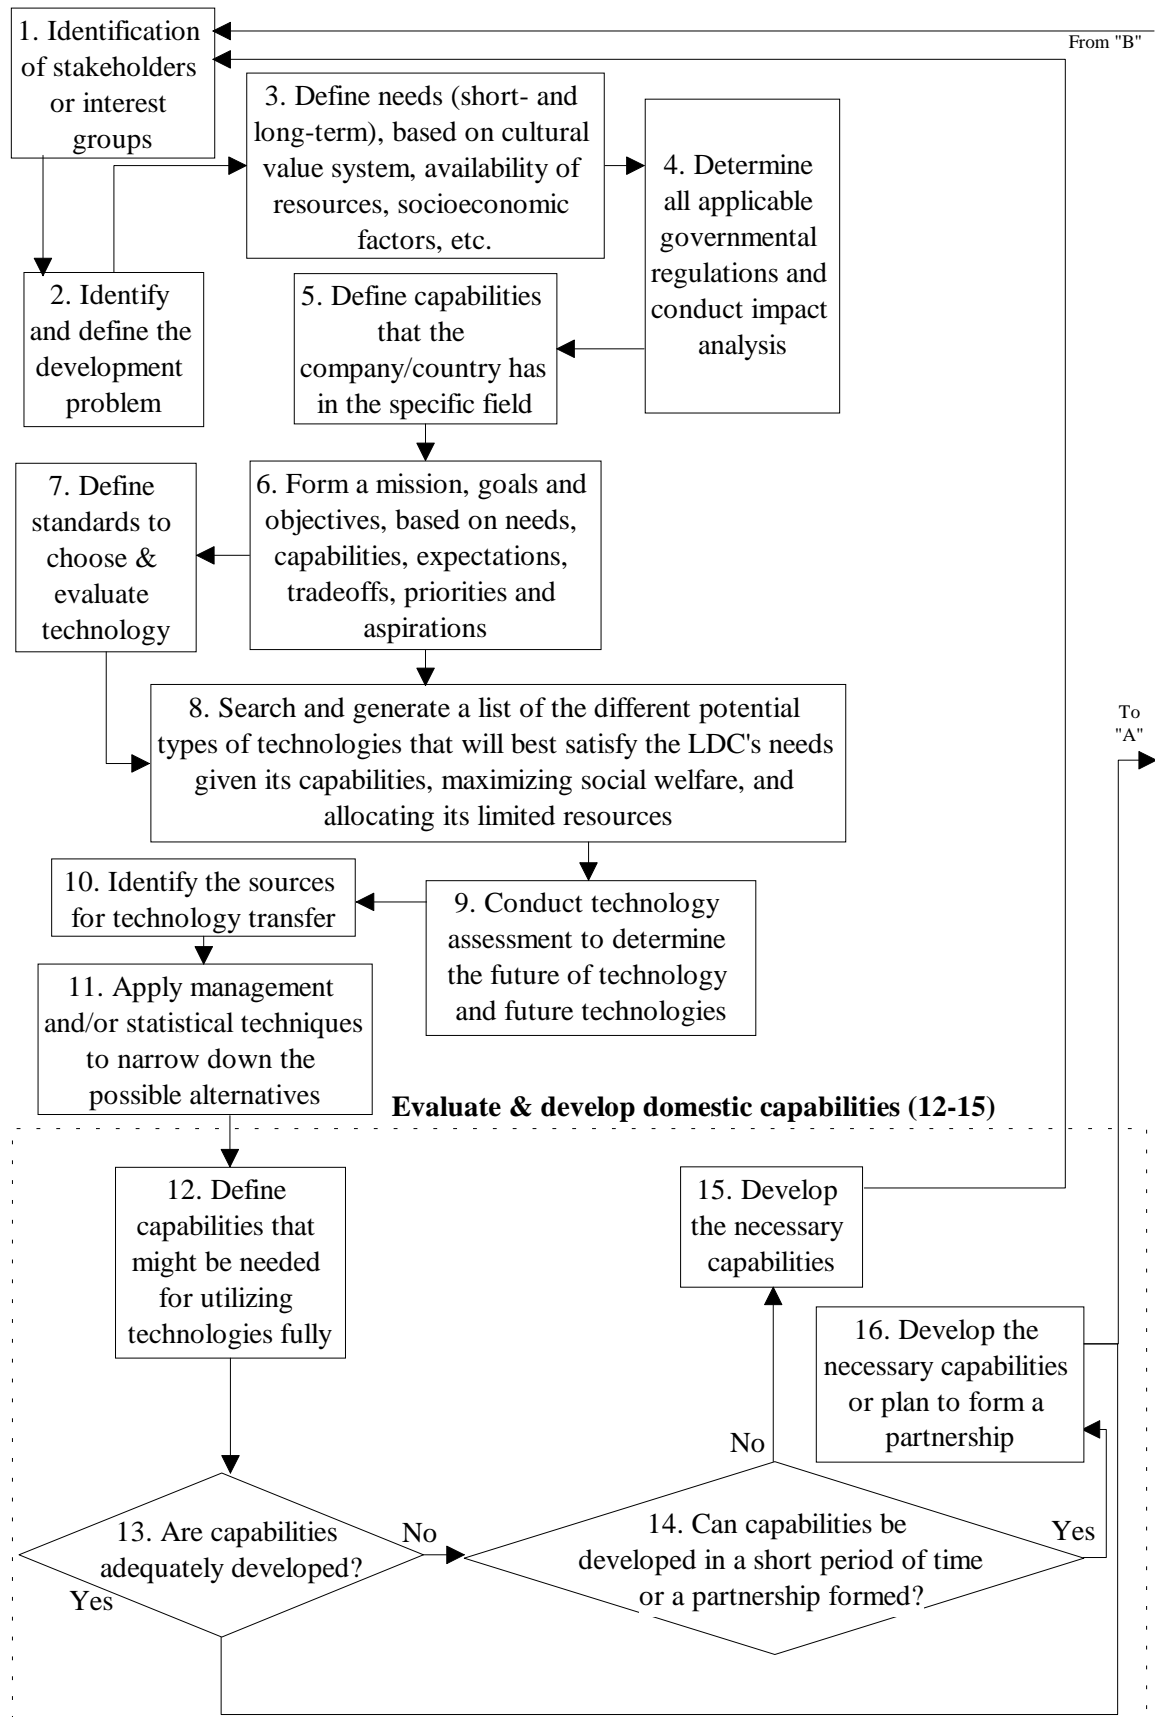 1. Identification
of stakeholders
or interest
groups
From "B"
3. Define needs (short- and
long-term), based on cultural
value system, availability of
resources, socioeconomic
factors, etc.
4. Determine
all applicable
governmental
regulations and
conduct impact
analysis
2. Identify
and define the
development
problem
5. Define capabilities
that the
company/country has
in the specific field
7. Define
standards to
choose &
evaluate
technology
6. Form a mission, goals and
objectives, based on needs,
capabilities, expectations,
tradeoffs, priorities and
aspirations
8. Search and generate a list of the different potential
types of technologies that will best satisfy the LDC's needs
given its capabilities, maximizing social welfare, and
allocating its limited resources
To
"A"
10. Identify the sources
for technology transfer
9. Conduct technology
assessment to determine
the future of technology
and future technologies
11. Apply management
and/or statistical techniques
to narrow down the
possible alternatives
Evaluate & develop domestic capabilities (12-15)
12. Define
capabilities that
might be needed
for utilizing
technologies fully
15. Develop
the necessary
capabilities
16. Develop the
necessary capabilities
or plan to form a
partnership
No
13. Are capabilities
adequately developed?
No
Yes
14. Can capabilities be
developed in a short period of time
or a partnership formed?
Yes